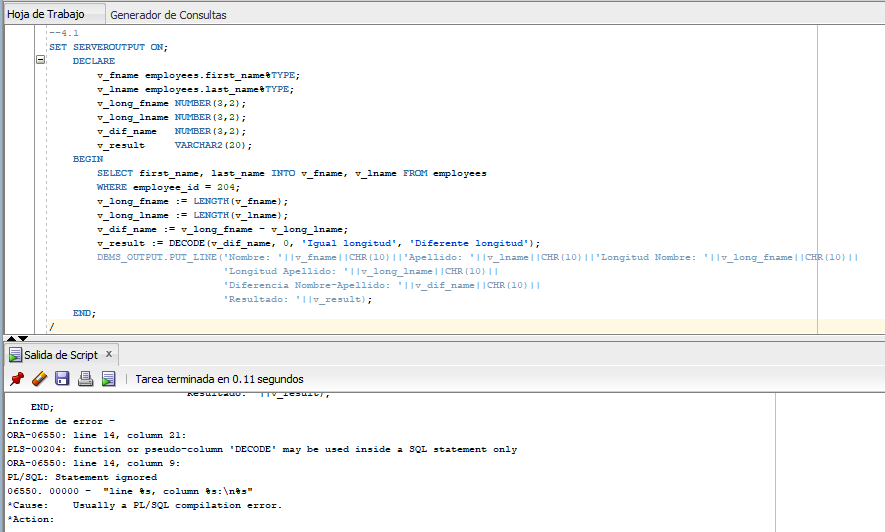 Hoja de Trabajo Generador de Consultas
--4.1
SET SERVEROUTPUT ON;
DECLARE
v_fname employees.first_name%TYPE;
v_lname employees.last_name%TYPE;
v_long_fname NUMBER(3,2);
v_long_lname NUMBER(3,2);
v_dif_name NUMBER(3,2);
v_result VARCHAR2(20);
BEGIN
SELECT first_name, last_name INTO v_fname, v_lname FROM employees
WHERE employee_id = 204;
v_long_fname := LENGTH(v_fname);
v_long_lname := LENGTH(v_lname);
v_dif_name := v_long_fname - v_long_lname;
v_result := DECODE(v_dif_name, 0, 'Igual longitud', 'Diferente longitud');
DBMS_OUTPUT.PUT_LINE('Nombre: '||v_fname||CHR(10)||'Apellido: '||v_lname||CHR(10)||'Longitud Nombre: '||v_long_fname||CHR(10)||
'Longitud Apellido: '||v_long_lname||CHR(10)||
'Diferencia Nombre-Apellido: '||v_dif_name||CHR(10)||
'Resultado: '||v_result);
END;
/
Salida de Script x
Tarea terminada en 0.11 segundos
'Resultado: '||v_result);
END;
Informe de error -
ORA-06550: line 14, column 21:
PLS-00204: function or pseudo-column 'DECODE' may be used inside a SQL statement only
ORA-06550: line 14, column 9:
PL/SQL: Statement ignored
06550. 00000 - "line %s, column %s:\n%s"
*Cause: Usually a PL/SQL compilation error.
*Action: